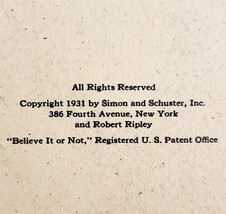 All Rights Reserved
Copyright 1931 by Simon and Schuster, Inc.
386 Fourth Avenue, New York
and Robert Ripley
"Believe It or Not," Registered U. S. Patent Office